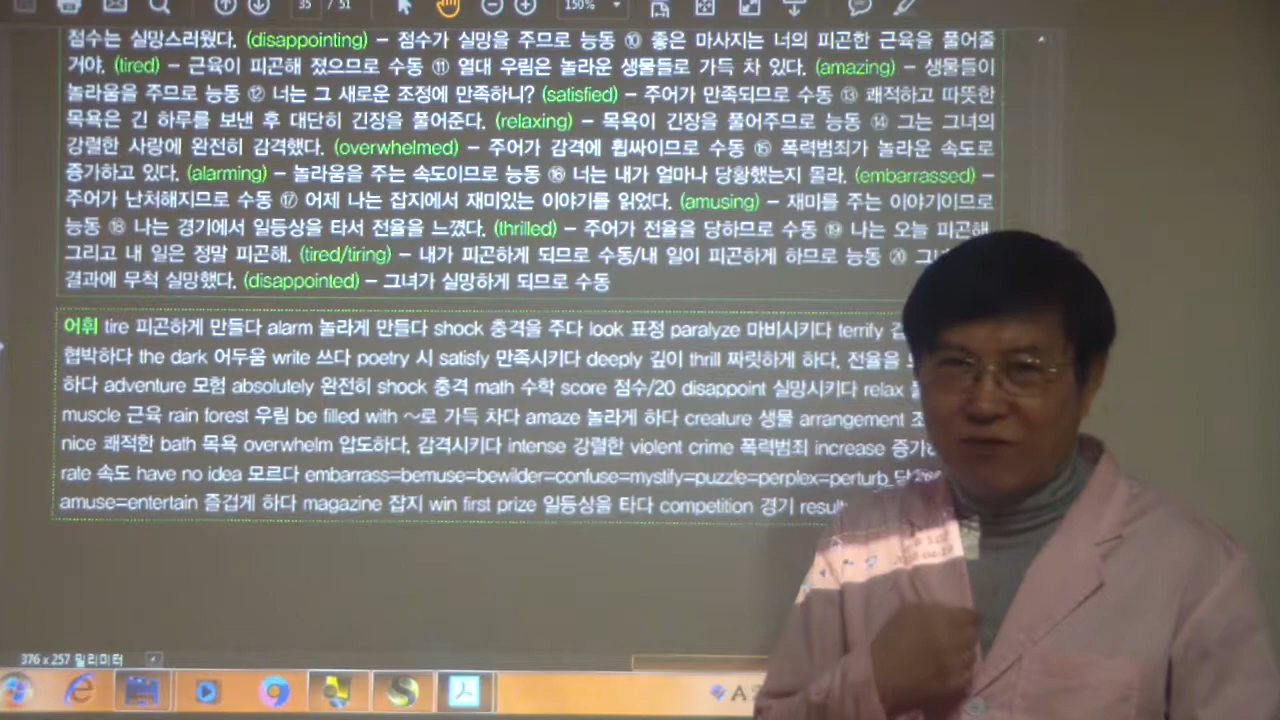 35 / 51
150%
점수는 실망스러웠다. (disappointing) – 점수가 실망을 주므로 능동 ⑩ 좋은 마사지는 너의 피곤한 근육을 풀어줄
거야. (tired) – 근육이 피곤해 졌으므로 수동 ⑪ 열대 우림은 놀라운 생물들로 가득 차 있다. (amazing) – 생물들이
놀라움을 주므로 능동 ⑫ 너는 그 새로운 조정에 만족하니? (satisfied) – 주어가 만족되므로 수동 ⑬ 쾌적하고 따뜻한
목욕은 긴 하루를 보낸 후 대단히 긴장을 풀어준다. (relaxing) – 목욕이 긴장을 풀어주므로 능동 ⑭ 그는 그녀의
강렬한 사랑에 완전히 감격했다. (overwhelmed) – 주어가 감격에 휩싸이므로 수동 ⑮ 폭력범죄가 놀라운 속도로
증가하고 있다. (alarming) – 놀라움을 주는 속도이므로 능동 ⑯ 너는 내가 얼마나 당황했는지 몰라. (embarrassed) –
주어가 난처해지므로 수동 ⑰ 어제 나는 잡지에서 재미있는 이야기를 읽었다. (amusing) – 재미를 주는 이야기이므로
능동 ⑱ 나는 경기에서 일등상을 타서 전율을 느꼈다. (thrilled) – 주어가 전율을 당하므로 수동 ⑲ 나는 오늘 피곤해.
그리고 내 일은 정말 피곤해. (tired/tiring) – 내가 피곤하게 되므로 수동/내 일이 피곤하게 하므로 능동 ⑳
결과에 무척 실망했다. (disappointed) – 그녀가 실망하게 되므로 수동
어휘 tire 피곤하게 만들다 alarm 놀라게 만들다 shock 충격을 주다 look 표정 paralyze 마비시키다 terrify
협박하다 the dark 어두움 write 쓰다 poetry 시 satisfy 만족시키다 deeply 깊이 thrill 짜릿하게 하다. 전율을
하다 adventure 모험 absolutely 완전히 shock 충격 math 수학 score 점수/20 disappoint 실망시키다 relax
muscle 근육 rain forest 우림 be filled with ~로 가득 차다 amaze 놀라게 하다 creature 생물 arrangement
nice 쾌적한 bath 목욕 overwhelm 압도하다. 감격시키다 intense 강렬한 violent crime 폭력범죄 increase
rate 속도 have no idea 모르다 embarrass=bemuse=bewilder=confuse=mystify=puzzle=perplex=perturb
amuse=entertain 즐겁게 하다 magazine 잡지 win first prize 일등상을 타다 competition 경기 result
376 x 257 밀리미터
A